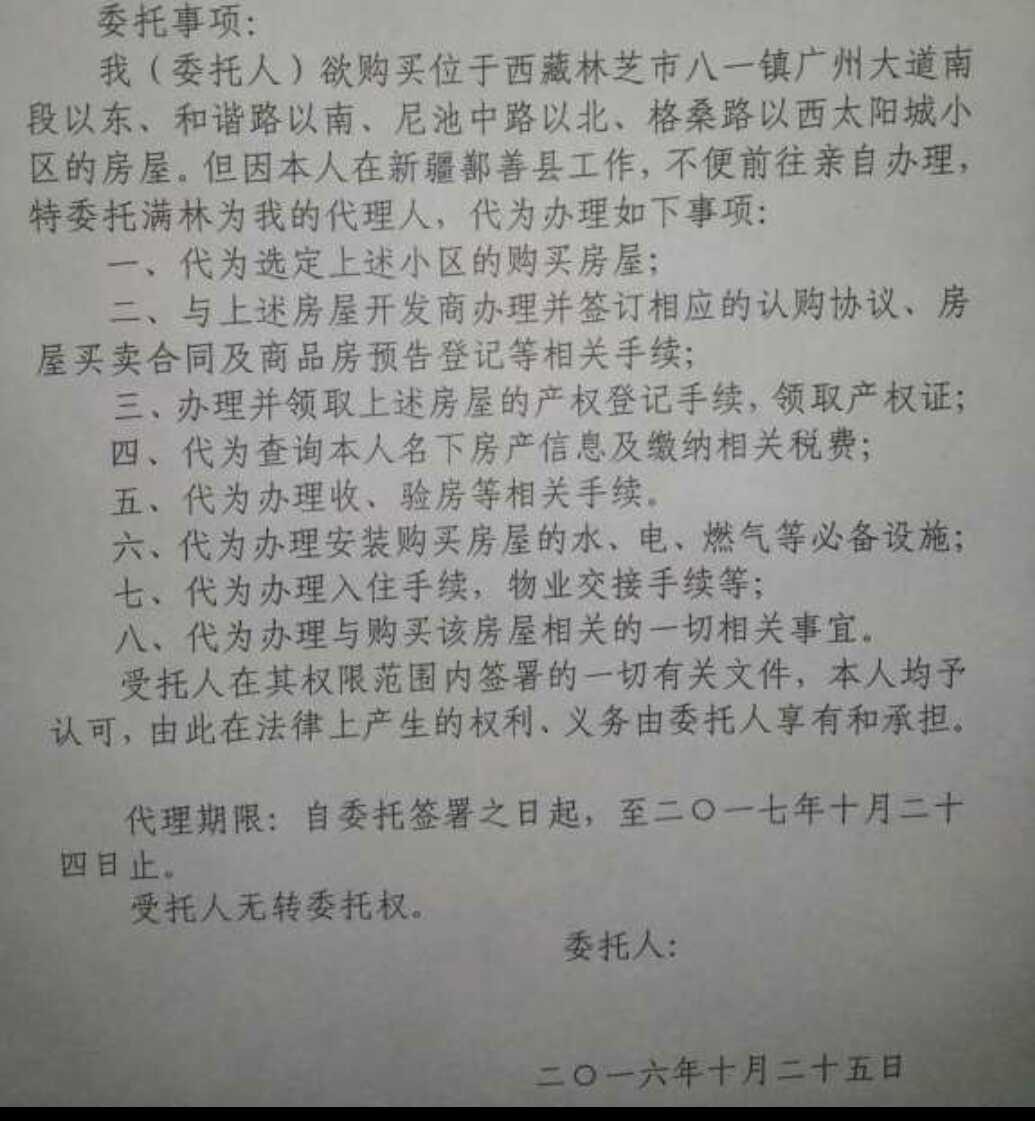 委托事项:
我（委托人）欲购买位于西藏林芝市八一镇广州大道南
段以东、和谐路以南、尼池中路以北、格桑路以西太阳城小
区的房屋。但因本人在新疆鄯善县工作，不便前往亲自办理，
特委托满林为我的代理人，代为办理如下事项:
一、代为选定上述小区的购买房屋;
二、与上述房屋开发商办理并签订相应的认购协议、房
屋买卖合同及商品房预告登记等相关手续;
三、办理并领取上述房屋的产权登记手续，领取产权证;
四、代为查询本人名下房产信息及缴纳相关税费;
五、代为办理收、验房等相关手续。
六、代为办理安装购买房屋的水、电、燃气等必备设施;
七、代为办理入住手续，物业交接手续等;
八、代为办理与购买该房屋相关的一切相关事宜。
受托人在其权限范围内签署的一切有关文件，本人均予
认可，由此在法律上产生的权利、义务由委托人享有和承担。
代理期限: 自委托签署之日起，至二〇一七年十月二十
四日止。
受托人无转委托权。
委托人:
二〇一六年十月二十五日